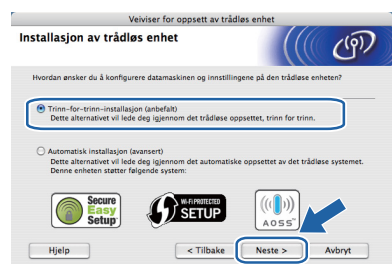 Veiviser for oppsett av trådløs enhet
Installasjon av trådløs enhet
Hvordan ønsker du å konfigurere datamaskinen og innstillingene på den trådløse enheten?
Trinn-for-trinn-installasjon (anbefalt)
Dette alternativet vil lede deg igjennom det trådløse oppsettet, trinn for trinn.
Automatisk installasjon (avansert)
Dette alternativet vil lede deg igjennom det automatiske oppsettet av det trådløse systemet.
Denne enheten støtter følgende system:
Secure
Easy
Setup
WI-FI PROTECTED
SETUP
AOSS™
Hjelp
< Tilbake
Neste >
Avbryt